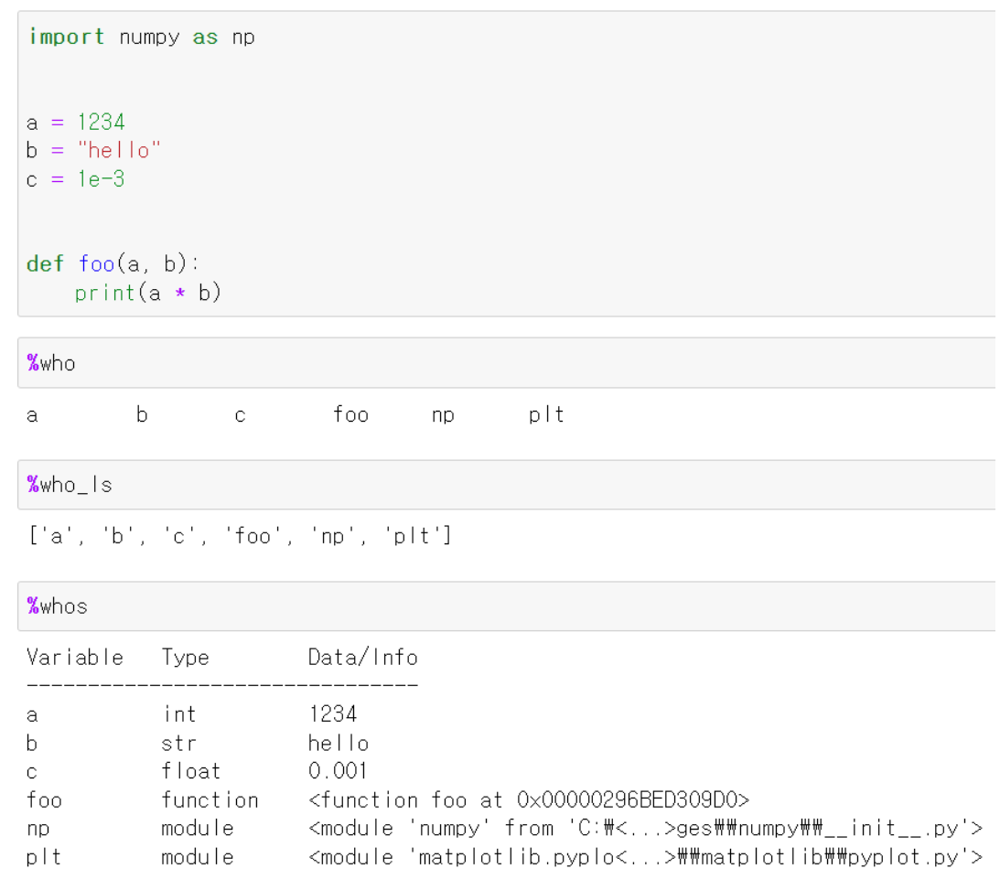 import numpy as np
a = 1234
b = "hello"
c = 1e-3
def foo(a, b):
    print(a * b)
%who
a b c foo np plt
%who_ls
['a', 'b', 'c', 'foo', 'np', 'plt']
%whos
Variable Type Data/Info
--------------------------------
a int 1234
b str hello
c float 0.001
foo function <function foo at 0x00000296BED309D0>
np module <module 'numpy' from 'C:₩<...>ges₩₩numpy₩₩__init__.py'>
plt module <module 'matplotlib.pyplo<...>₩₩matplotlib₩₩pyplot.py'>